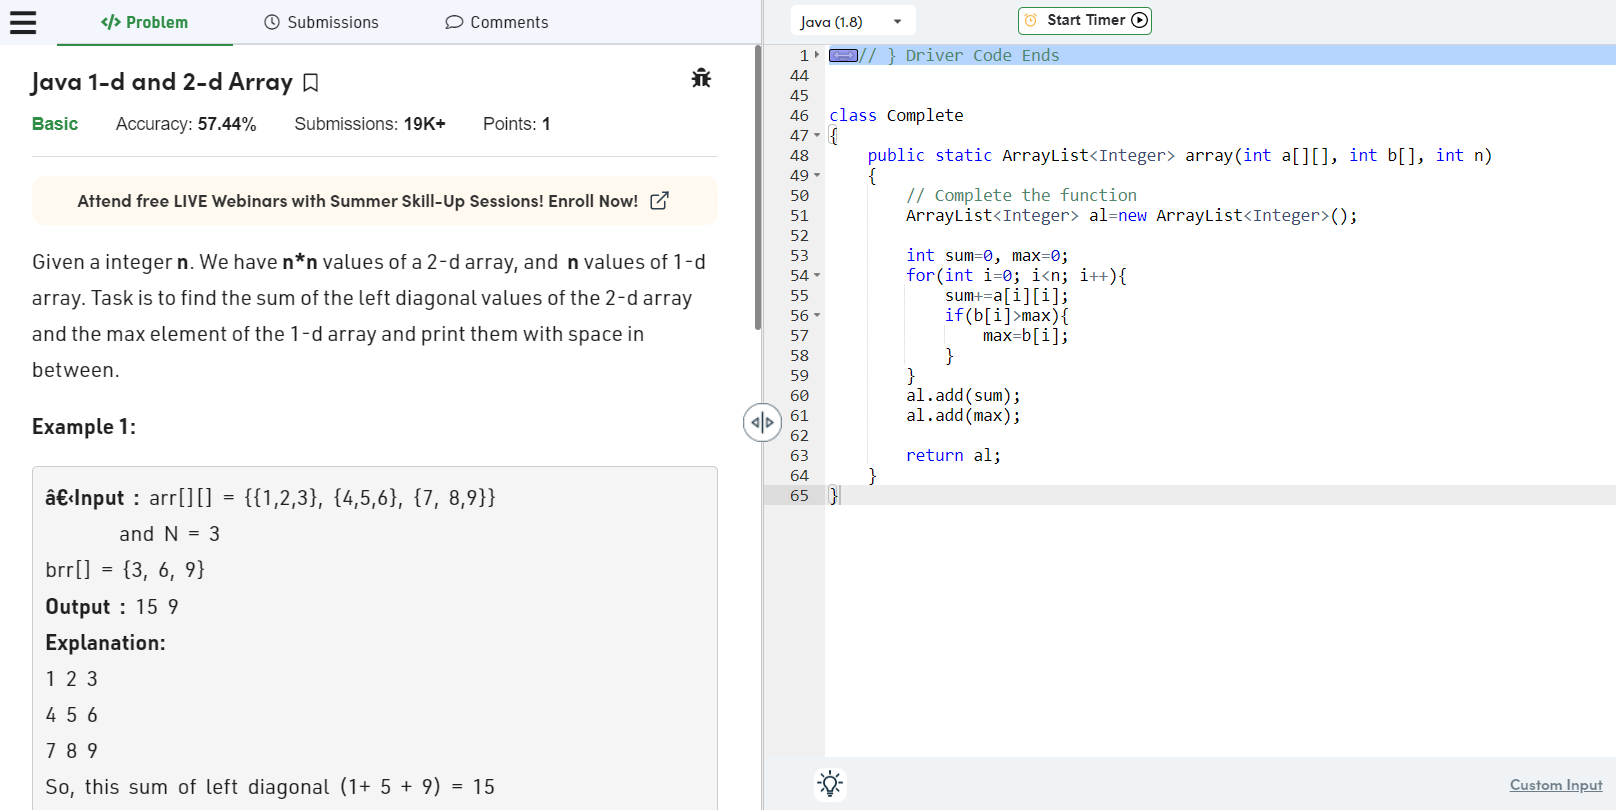 </> Problem
Submissions
Comments
Java 1-d and 2-d Array
Basic
Accuracy: 57.44%
Submissions: 19K+
Points: 1
Attend free LIVE Webinars with Summer Skill-Up Sessions! Enroll Now!
Given a integer n. We have n*n values of a 2-d array, and n values of 1-d
array. Task is to find the sum of the left diagonal values of the 2-d array
and the max element of the 1-d array and print them with space in
between.
Example 1:
â€‹Input : arr[][] = {{1,2,3}, {4,5,6}, {7, 8,9}}
and N = 3
brr[] = {3, 6, 9}
Output : 15 9
Explanation:
1 2 3
4 5 6
7 8 9
So, this sum of left diagonal (1+ 5 + 9) = 15
Java (1.8)
Start Timer
1 // } Driver Code Ends
44
45
46 class Complete
47 {
48 public static ArrayList<Integer> array(int a[][], int b[], int n)
49 {
50 // Complete the function
51 ArrayList<Integer> al=new ArrayList<Integer>();
52
53 int sum=0, max=0;
54 for(int i=0; i<n; i++){
55 sum+=a[i][i];
56 if(b[i]>max){
57 max=b[i];
58 }
59 }
60 al.add(sum);
61 al.add(max);
62
63 return al;
64 }
65 }
Custom Input